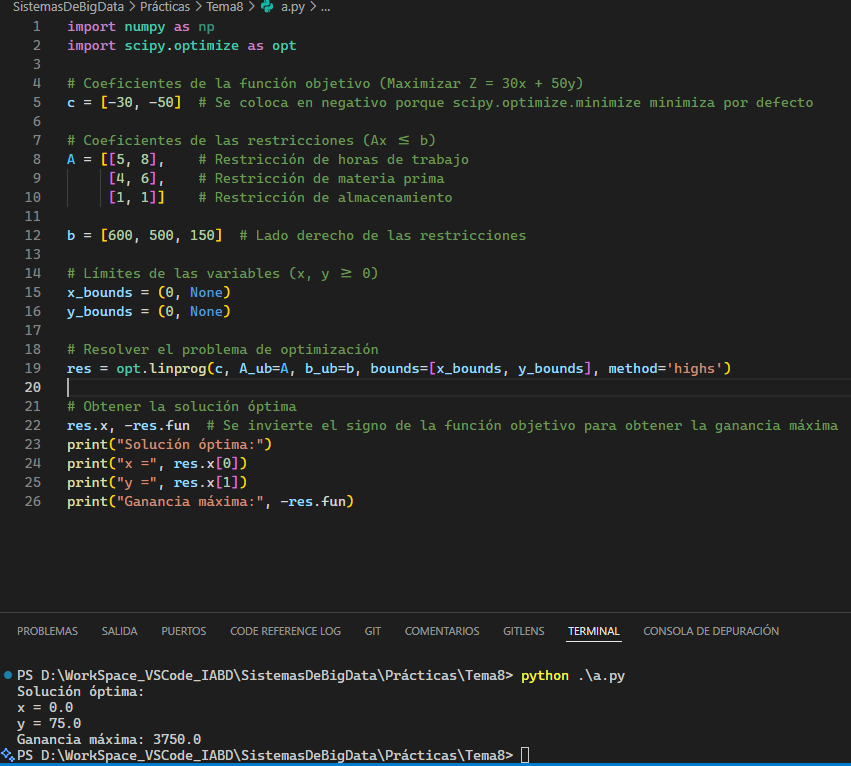 SistemasDeBigData > Prácticas > Tema8 > a.py > ...
1 import numpy as np
2 import scipy.optimize as opt
3
4 # Coeficientes de la función objetivo (Maximizar Z = 30x + 50y)
5 c = [-30, -50]  # Se coloca en negativo porque scipy.optimize.minimize minimiza por defecto
6
7 # Coeficientes de las restricciones (Ax ≤ b)
8 A = [[5, 8],    # Restricción de horas de trabajo
9      [4, 6],    # Restricción de materia prima
10      [1, 1]]    # Restricción de almacenamiento
11
12 b = [600, 500, 150]  # Lado derecho de las restricciones
13
14 # Límites de las variables (x, y ≥ 0)
15 x_bounds = (0, None)
16 y_bounds = (0, None)
17
18 # Resolver el problema de optimización
19 res = opt.linprog(c, A_ub=A, b_ub=b, bounds=[x_bounds, y_bounds], method='highs')
20
21 # Obtener la solución óptima
22 res.x, -res.fun  # Se invierte el signo de la función objetivo para obtener la ganancia máxima
23 print("Solución óptima:")
24 print("x =", res.x[0])
25 print("y =", res.x[1])
26 print("Ganancia máxima:", -res.fun)
PROBLEMAS SALIDA PUERTOS CODE REFERENCE LOG GIT COMENTARIOS GITLENS TERMINAL CONSOLA DE DEPURACIÓN
PS D:\WorkSpace_VSCode_IABD\SistemasDeBigData\Prácticas\Tema8> python .\a.py
Solución óptima:
x = 0.0
y = 75.0
Ganancia máxima: 3750.0
PS D:\WorkSpace_VSCode_IABD\SistemasDeBigData\Prácticas\Tema8>